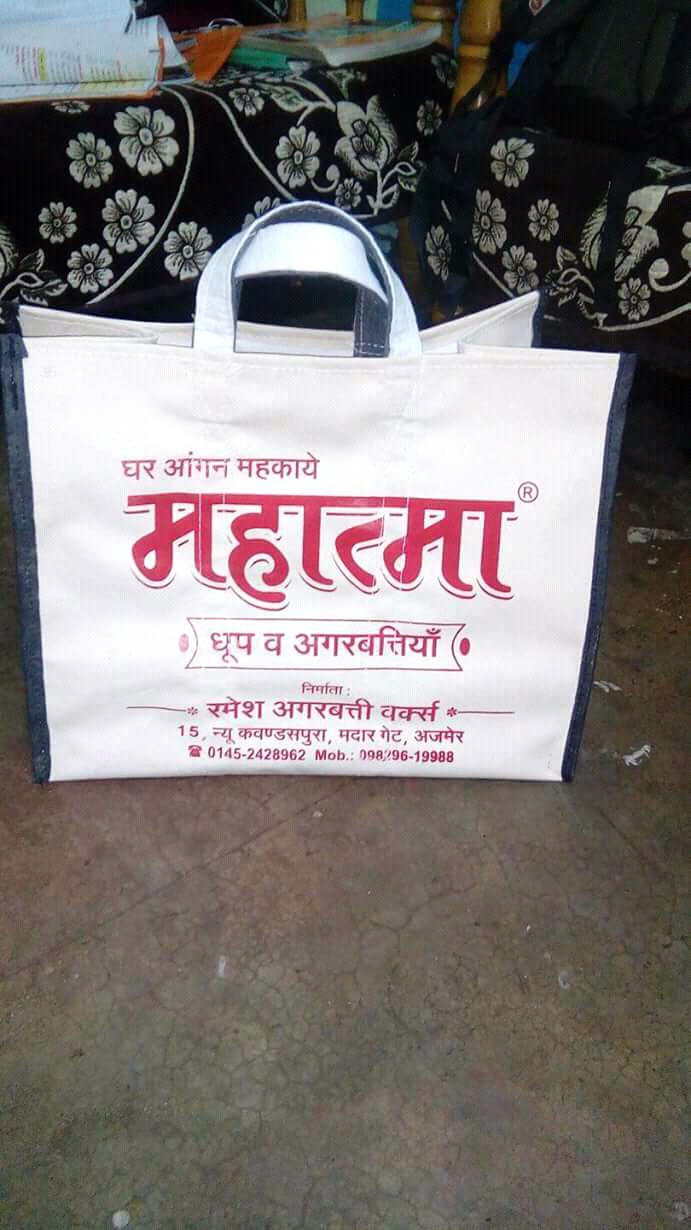 घर आंगन महकाये
महात्मा®
धूप व अगरबत्तियाँ
निर्माता :
रमेश अगरबत्ती वर्क्स
15, न्यू कवण्डसपुरा, मदार गेट, अजमेर
☎ 0145-2428962 Mob.: 098296-19988